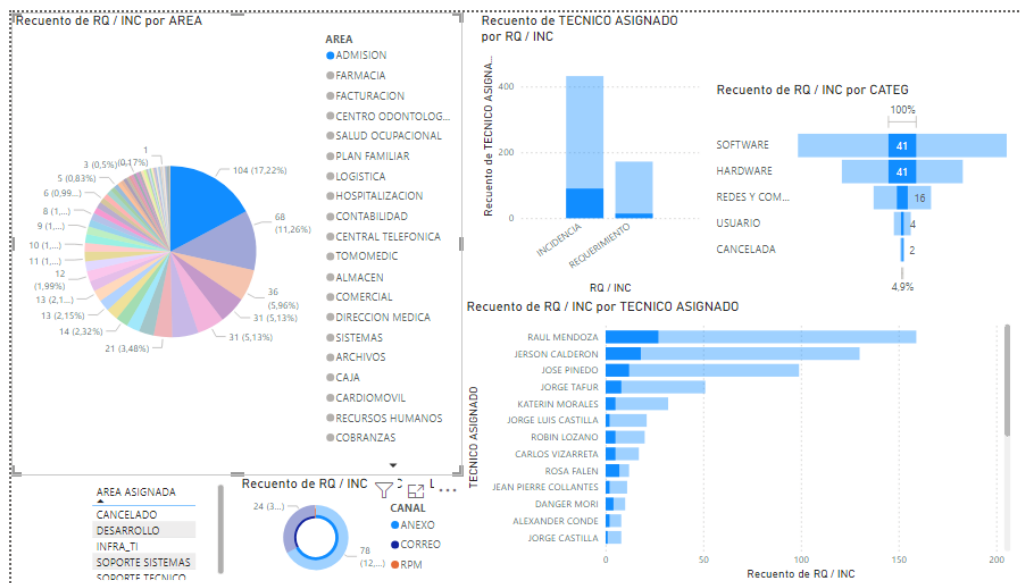 Recuento de RQ / INC por AREA
AREA
ADMISION
FARMACIA
FACTURACION
CENTRO ODONTOLOG...
SALUD OCUPACIONAL
PLAN FAMILIAR
LOGISTICA
HOSPITALIZACION
CONTABILIDAD
CENTRAL TELEFONICA
TOMOMEDIC
ALMACEN
COMERCIAL
DIRECCION MEDICA
SISTEMAS
ARCHIVOS
CAJA
CARDIOMOVIL
RECURSOS HUMANOS
COBRANZAS
1
(0,17%)
3 (0,5%)
5 (0,83%)
6 (0,99...)
8 (1,...)
9 (1,...)
10 (1,...)
11 (1,...)
12
(1,99%)
13 (2,1...)
13 (2,15%)
14 (2,32%)
21 (3,48%)
31 (5,13%)
31 (5,13%)
36
(5,96%)
68
(11,26%)
104 (17,22%)
Recuento de TECNICO ASIGNADO
por RQ / INC
Recuento de TECNICO ASIGNA...
400
200
0
INCIDENCIA
REQUERIMIENTO
RQ / INC
Recuento de RQ / INC por CATEG
100%
SOFTWARE 41
HARDWARE 41
REDES Y COM... 16
USUARIO 4
CANCELADA 2
4,9%
Recuento de RQ / INC por TECNICO ASIGNADO
TECNICO ASIGNADO
RAUL MENDOZA
JERSON CALDERON
JOSE PINEDO
JORGE TAFUR
KATERIN MORALES
JORGE LUIS CASTILLA
ROBIN LOZANO
CARLOS VIZARRETA
ROSA FALEN
JEAN PIERRE COLLANTES
DANGER MORI
ALEXANDER CONDE
JORGE CASTILLA
0 50 100 150 200
Recuento de RQ / INC
AREA ASIGNADA
CANCELADO
DESARROLLO
INFRA_TI
SOPORTE SISTEMAS
SOPORTE TECNICO
Recuento de RQ / INC
24 (3...)
78
(12,...)
CANAL
ANEXO
CORREO
RPM